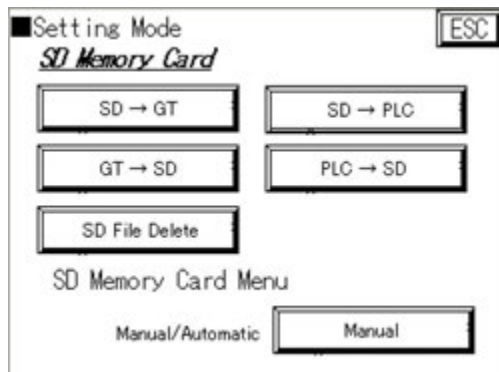 ■Setting Mode ESC
SD Memory Card
SD → GT SD → PLC
GT → SD PLC → SD
SD File Delete
SD Memory Card Menu
Manual/Automatic Manual